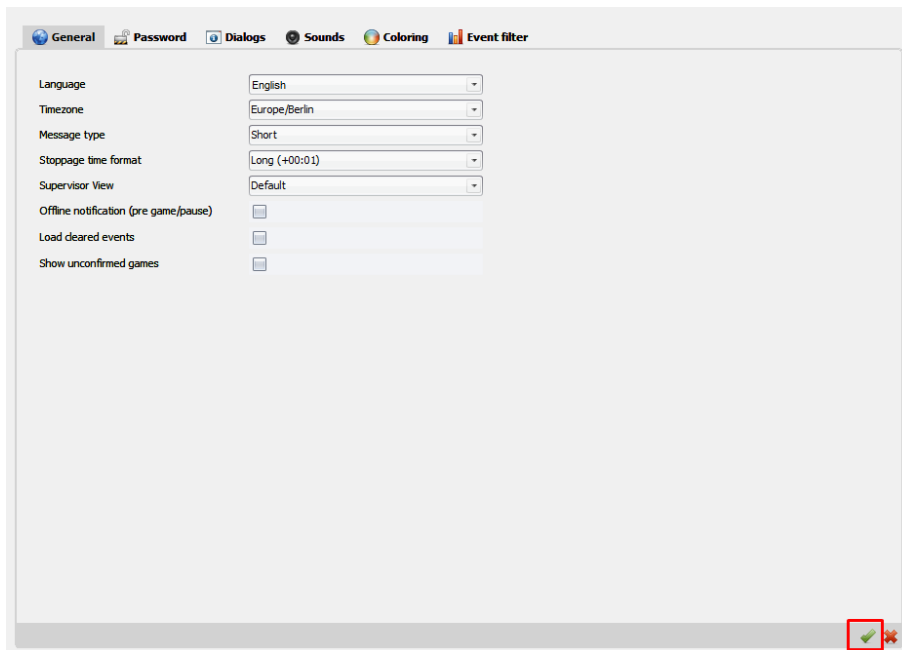 General Password Dialogs Sounds Coloring Event filter
Language English
Timezone Europe/Berlin
Message type Short
Stoppage time format Long (+00:01)
Supervisor View Default
Offline notification (pre game/pause)
Load cleared events
Show unconfirmed games